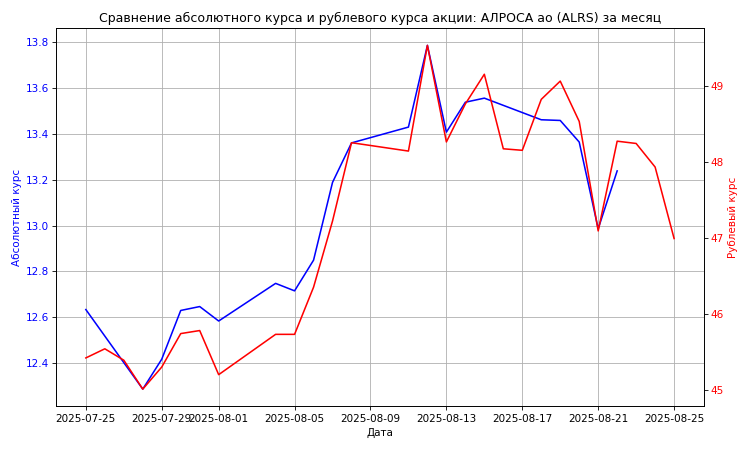 Сравнение абсолютного курса и рублевого курса акции: АЛРОСА ао (ALRS) за месяц
13.8
13.6
13.4
13.2
13.0
12.8
12.6
12.4
Абсолютный курс
49
48
47
46
45
Рублевый курс
2025-07-25 2025-07-29 2025-08-01 2025-08-05 2025-08-09 2025-08-13 2025-08-17 2025-08-21 2025-08-25
Дата